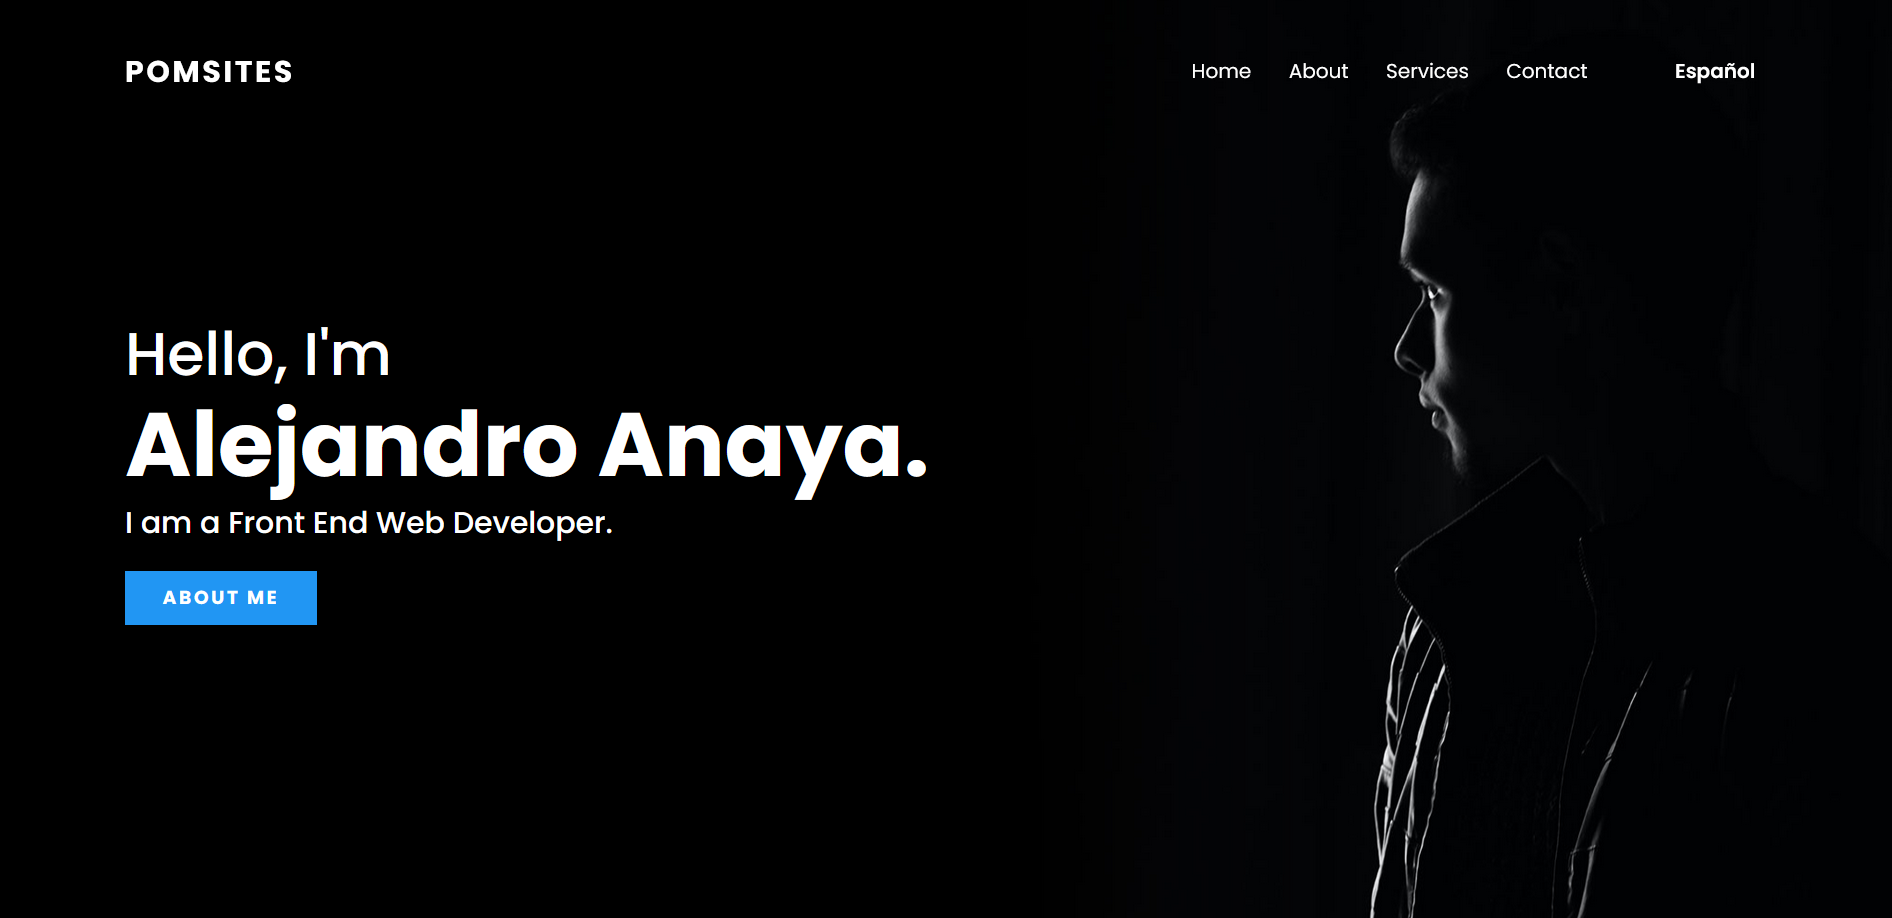 POMSITES
Home About Services Contact Español
Hello, I'm
Alejandro Anaya.
I am a Front End Web Developer.
ABOUT ME